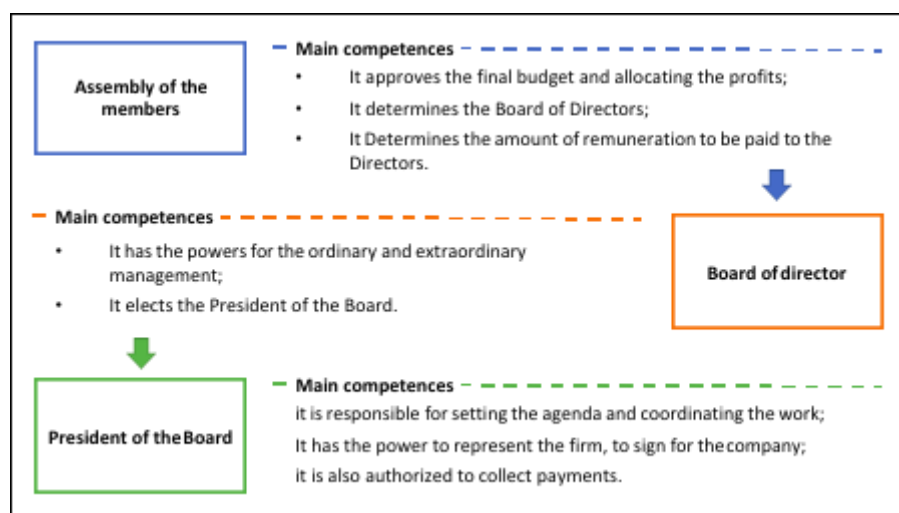 Assembly of the
members
Main competences
• It approves the final budget and allocating the profits;
• It determines the Board of Directors;
• It Determines the amount of remuneration to be paid to the
Directors.
Main competences
• It has the powers for the ordinary and extraordinary
management;
• It elects the President of the Board.
Board of director
President of the Board
Main competences
it is responsible for setting the agenda and coordinating the work;
It has the power to represent the firm, to sign for the company;
it is also authorized to collect payments.